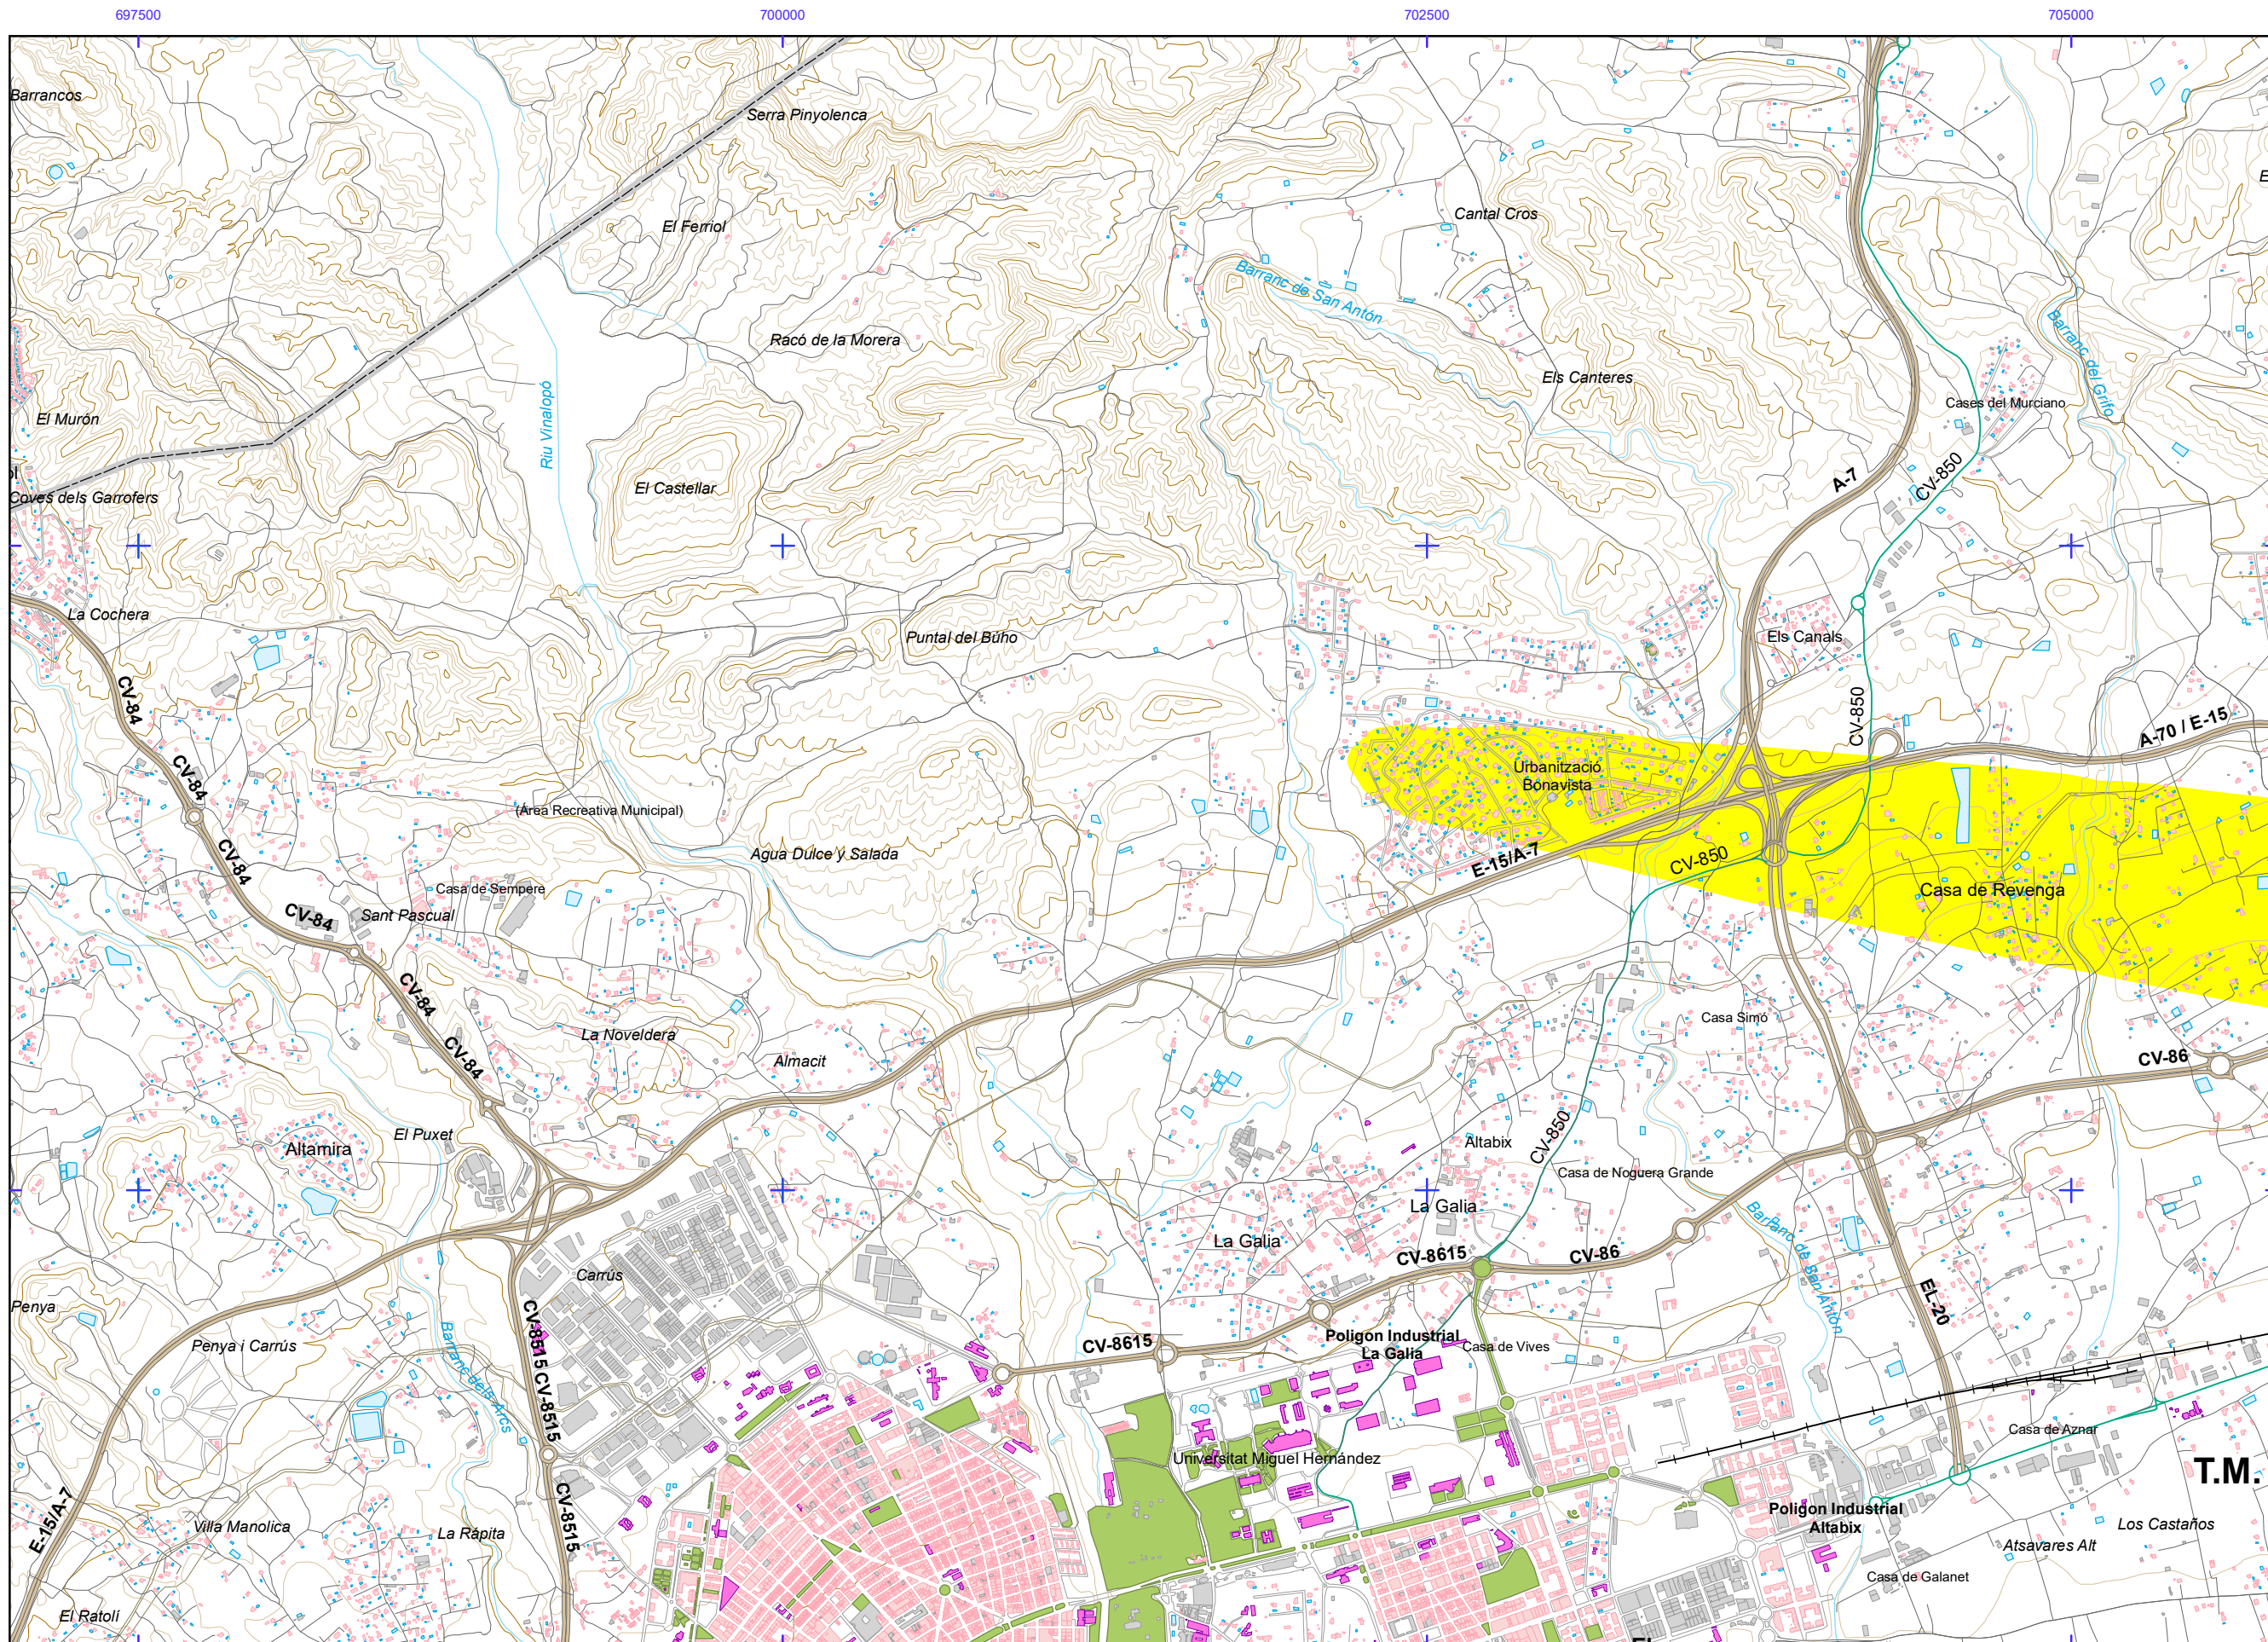 697500
700000
702500
705000
Barrancos
Serra Pinyolenca
El Ferriol
Cantal Cros
Barranc de San Antón
Racó de la Morera
Els Canteres
Barranc del Grifo
Cases del Murciano
El Murón
Riu Vinalopó
El Castellar
A-7
CV-850
Coves dels Garrofers
La Cochera
Puntal del Búho
Els Canals
CV-84
CV-850
A-70 / E-15
CV-84
Urbanització
Bonavista
(Área Recreativa Municipal)
Agua Dulce y Salada
E-15/A-7
CV-850
CV-84
Casa de Sempere
Casa de Revenga
CV-84
Sant Pascual
CV-84
La Noveldera
Casa Simó
CV-84
Almacit
CV-86
El Puxet
Altamira
Altabix
CV-850
Casa de Noguera Grande
La Galia
La Galia
Barranc de San Antón
CV-8615
CV-86
Carrús
Penya
CV-8515
EL-20
Penya i Carrús
Barranc dels Arcs
CV-8615
Poligon Industrial
La Galia
Casa de Vives
CV-8515
Universitat Miguel Hernández
Casa de Aznar
T.M.
E-15/A-7
CV-8515
Villa Manolica
La Rápita
Poligon Industrial
Altabix
Los Castaños
Atsavares Alt
Casa de Galanet
El Ratolí